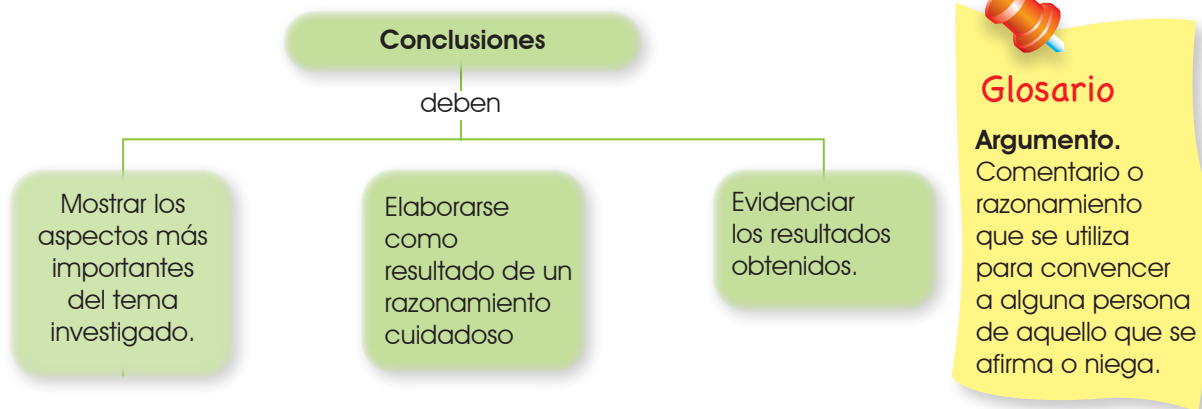 Conclusiones
deben
Mostrar los
aspectos más
importantes
del tema
investigado.
Elaborarse
como
resultado de un
razonamiento
cuidadoso
Evidenciar
los resultados
obtenidos.
Glosario
Argumento.
Comentario o
razonamiento
que se utiliza
para convencer
a alguna persona
de aquello que se
afirma o niega.